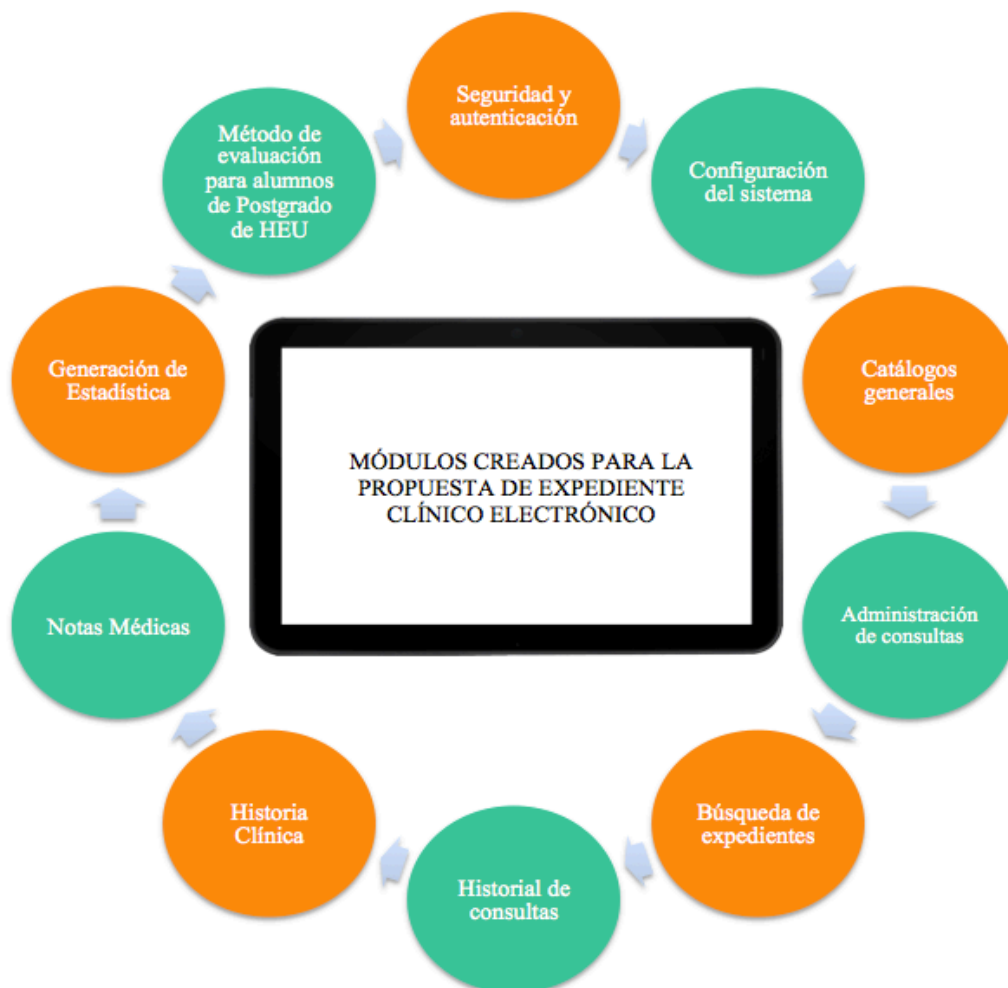 Seguridad y
autenticación
Configuración
del sistema
Catálogos
generales
Administración
de consultas
Búsqueda de
expedientes
Historial de
consultas
Historia
Clínica
Notas Médicas
Generación de
Estadística
Método de
evaluación
para alumnos
de Postgrado
de HEU
MÓDULOS CREADOS PARA LA
PROPUESTA DE EXPEDIENTE
CLÍNICO ELECTRÓNICO